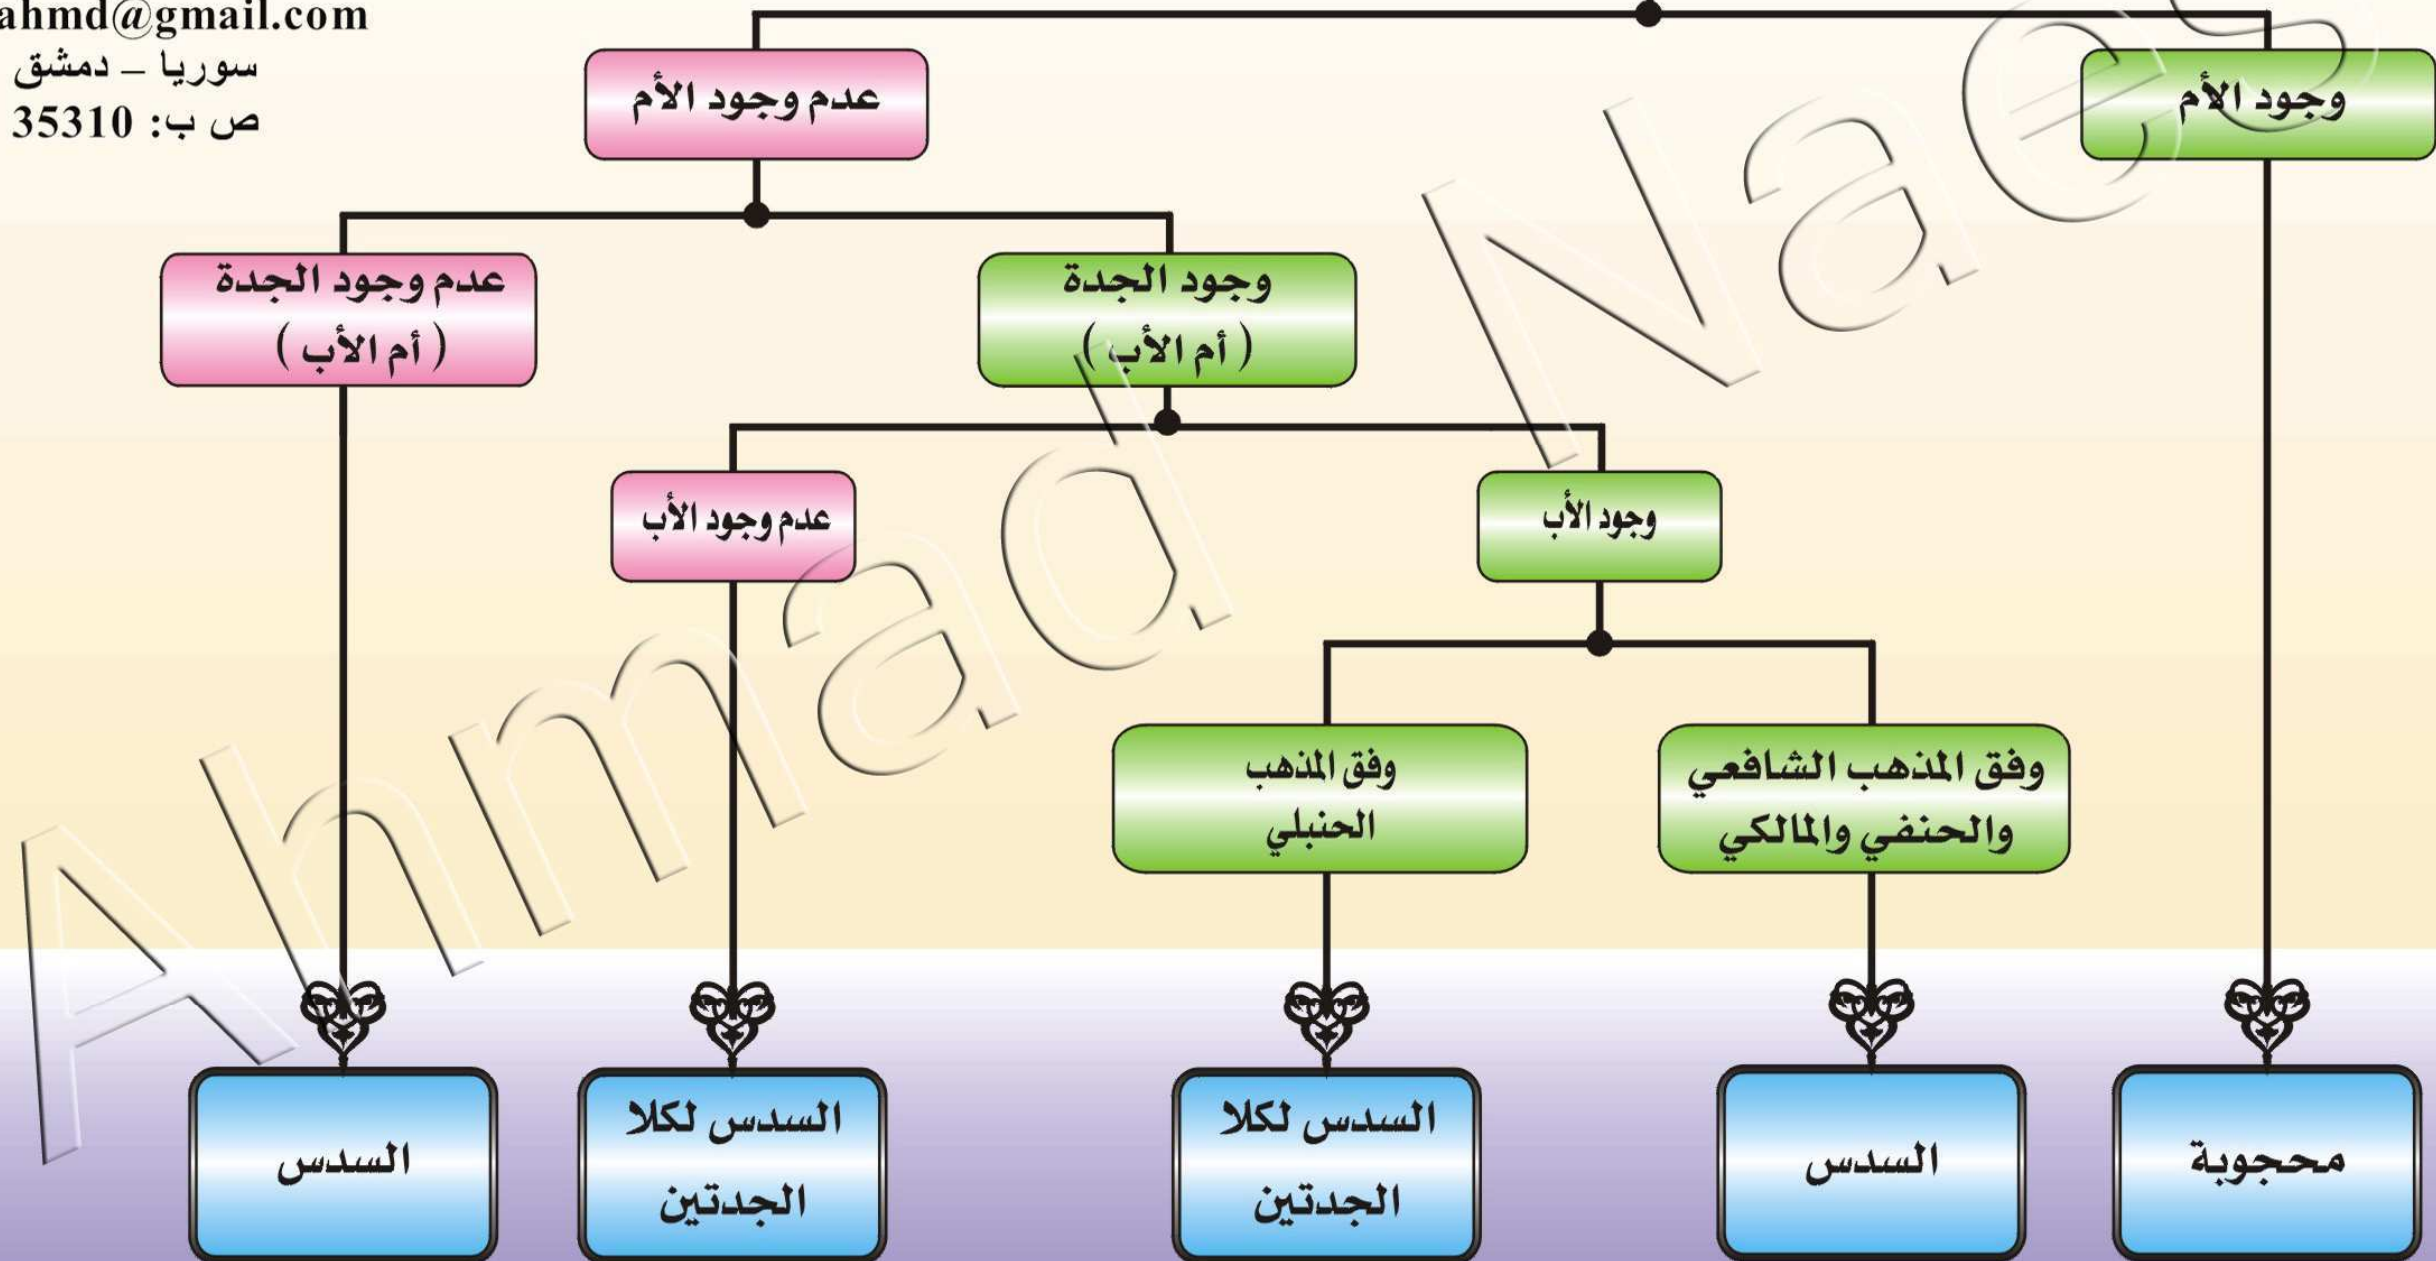 ahmd@gmail.com
سوريا – دمشق
ص ب: 35310
وجود الأم
عدم وجود الأم
وجود الجدة
( أم الأب )
عدم وجود الجدة
( أم الأب )
وجود الأب
عدم وجود الأب
وفق المذهب الشافعي
والحنفي والمالكي
وفق المذهب
الحنبلي
محجوبة
السدس
السدس لكلا
الجدتين
السدس لكلا
الجدتين
السدس
Ahmad Nae